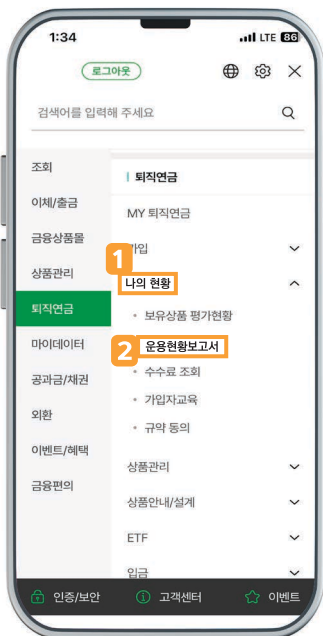 1:34
LTE 86
로그아웃
검색어를 입력해 주세요
조회
이체/출금
금융상품몰
상품관리
퇴직연금
마이데이터
공과금/채권
외환
이벤트/혜택
금융편의
퇴직연금
MY 퇴직연금
1
가입
나의 현황
• 보유상품 평가현황
2
운용현황보고서
• 수수료 조회
• 가입자교육
• 규약 동의
상품관리
상품안내/설계
ETF
입금
인증/보안
고객센터
이벤트